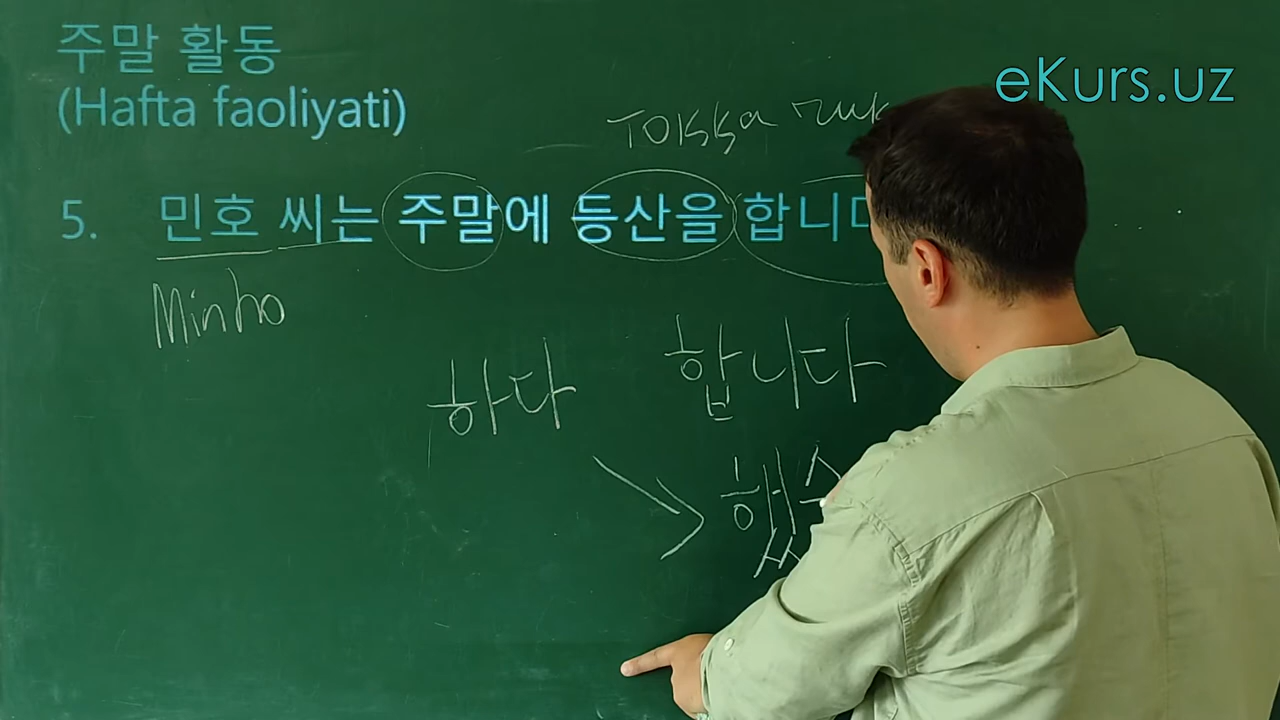 주말 활동
(Hafta faoliyati)
eKurs.uz
TOKKa
5. 민호 씨는 주말에 등산을 합니다
Minho
하다
합니다
했습